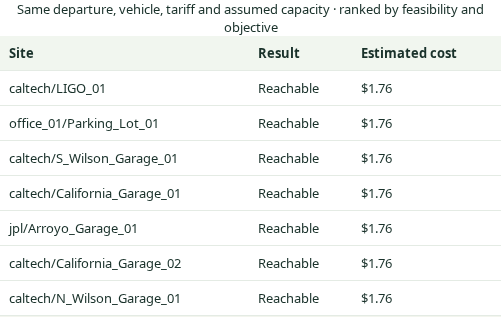 Same departure, vehicle, tariff and assumed capacity · ranked by feasibility and
objective
Site Result Estimated cost
caltech/LIGO_01 Reachable $1.76
office_01/Parking_Lot_01 Reachable $1.76
caltech/S_Wilson_Garage_01 Reachable $1.76
caltech/California_Garage_01 Reachable $1.76
jpl/Arroyo_Garage_01 Reachable $1.76
caltech/California_Garage_02 Reachable $1.76
caltech/N_Wilson_Garage_01 Reachable $1.76